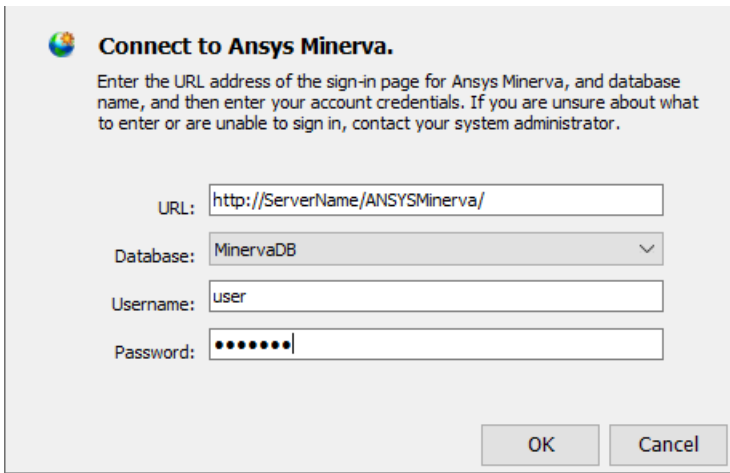 Connect to Ansys Minerva.
Enter the URL address of the sign-in page for Ansys Minerva, and database
name, and then enter your account credentials. If you are unsure about what
to enter or are unable to sign in, contact your system administrator.
URL: http://ServerName/ANSYSMinerva/
Database: MinervaDB
Username: user
Password: •••••••
OK Cancel